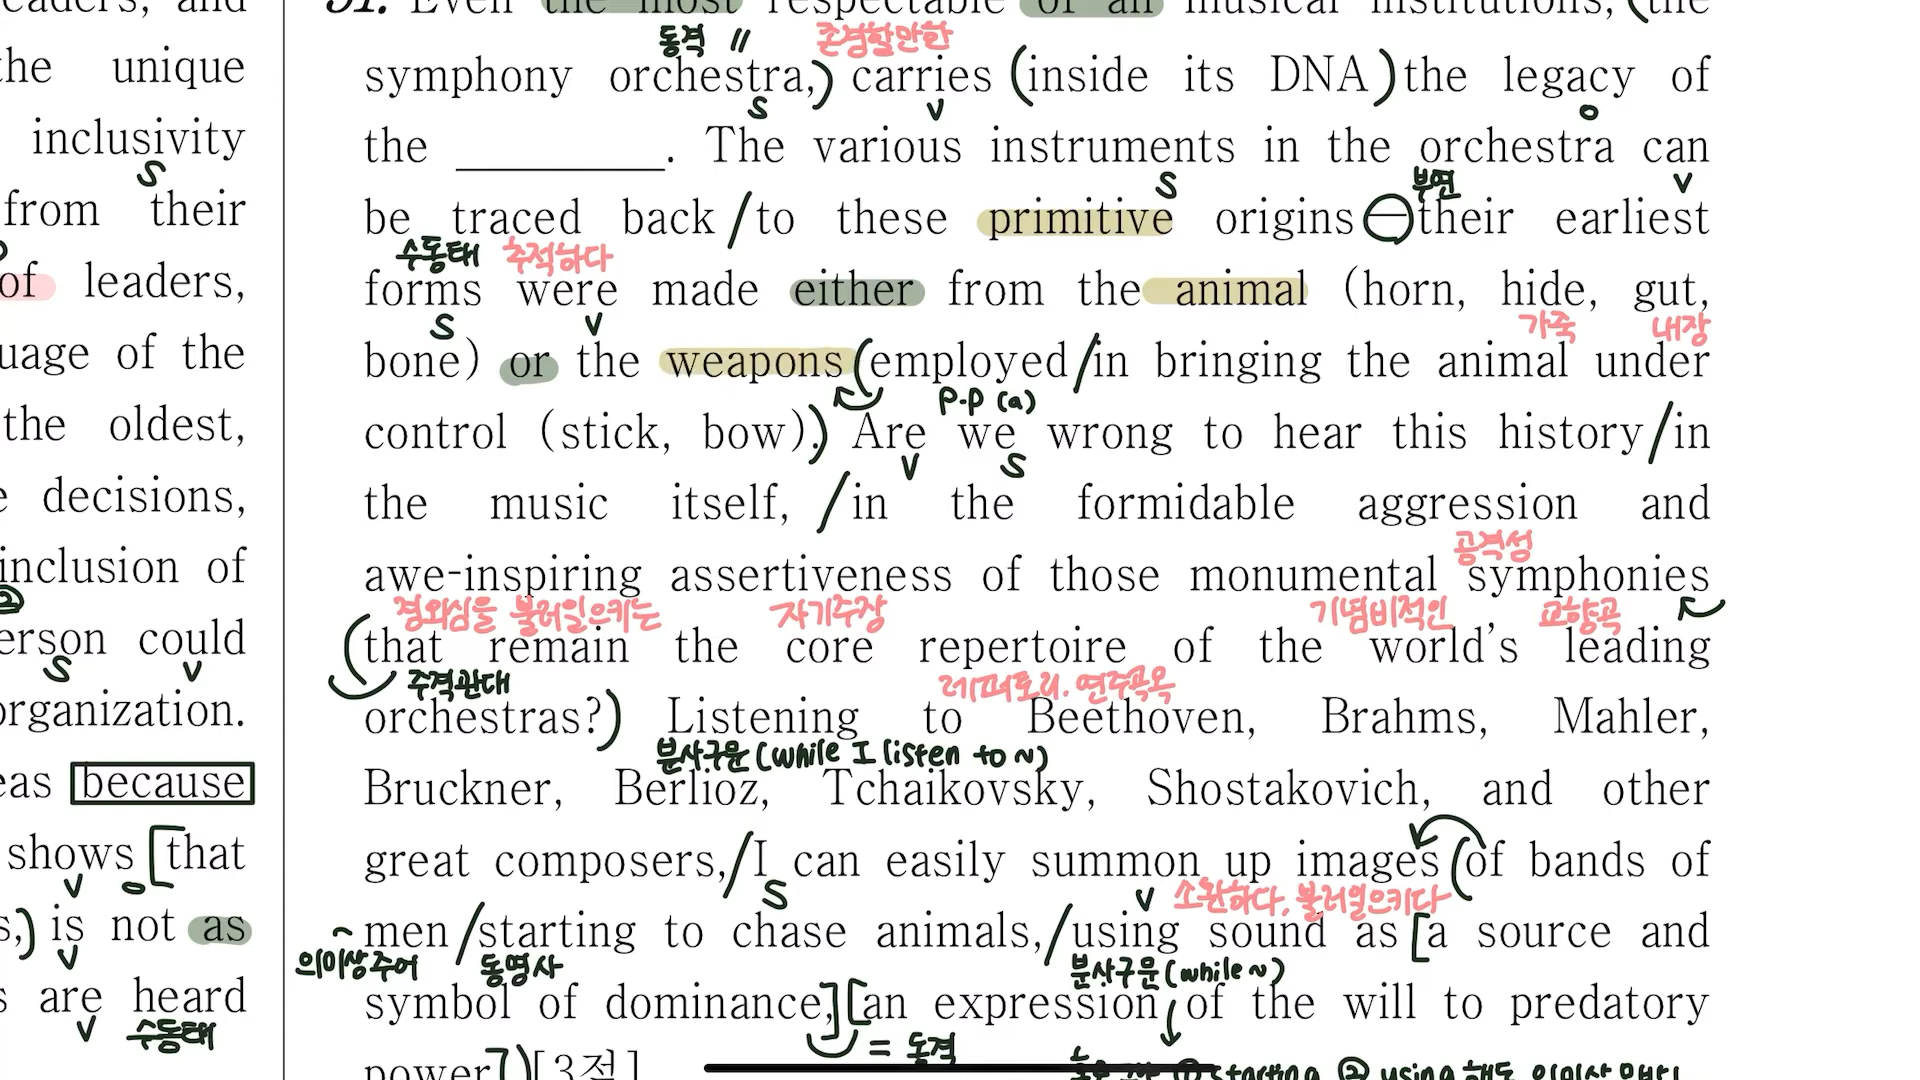 eaders, and
the unique
inclusivity
S
from their
of leaders,
uage of the
the oldest,
e decisions,
inclusion of
②
erson could
S V
organization.
eas because
shows [that
V o
s,) is not as
V
s are heard
V 수동태
31. Even the most respectable of all musical institutions, (the
동격 〃 존경할만한
symphony orchestra,) carries (inside its DNA) the legacy of
S V o
the ________. The various instruments in the orchestra can
S 부연 V
be traced back / to these primitive origins — their earliest
수동태 추적하다
forms were made either from the animal (horn, hide, gut,
S V 가죽 내장
bone) or the weapons (employed / in bringing the animal under
P.P (a)
control (stick, bow).) Are we wrong to hear this history / in
V S
the music itself, / in the formidable aggression and
공격성
awe-inspiring assertiveness of those monumental symphonies
경외심을 불러일으키는 자기주장 기념비적인 교향곡
(that remain the core repertoire of the world's leading
주격관대 레퍼토리. 연주곡목
orchestras?) Listening to Beethoven, Brahms, Mahler,
분사구문 (while I listen to ~)
Bruckner, Berlioz, Tchaikovsky, Shostakovich, and other
great composers, / I can easily summon up images (of bands of
S V 소환하다, 불러일으키다
men / starting to chase animals, / using sound as [a source and
의미상주어 동명사 분사구문 (while ~)
symbol of dominance,] [an expression of the will to predatory
= 동격
power.]) [3점]
① starting ② using 해도 의미상